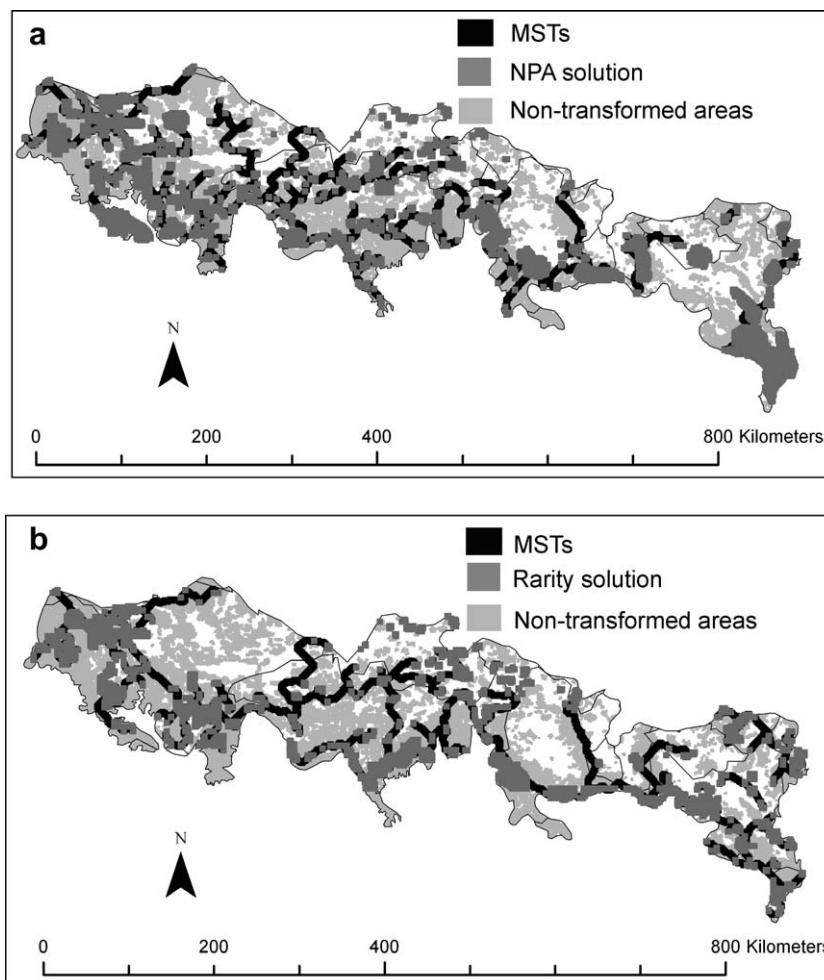 a
MSTs
NPA solution
Non-transformed areas
N
0 200 400 800 Kilometers
b
MSTs
Rarity solution
Non-transformed areas
N
0 200 400 800 Kilometers